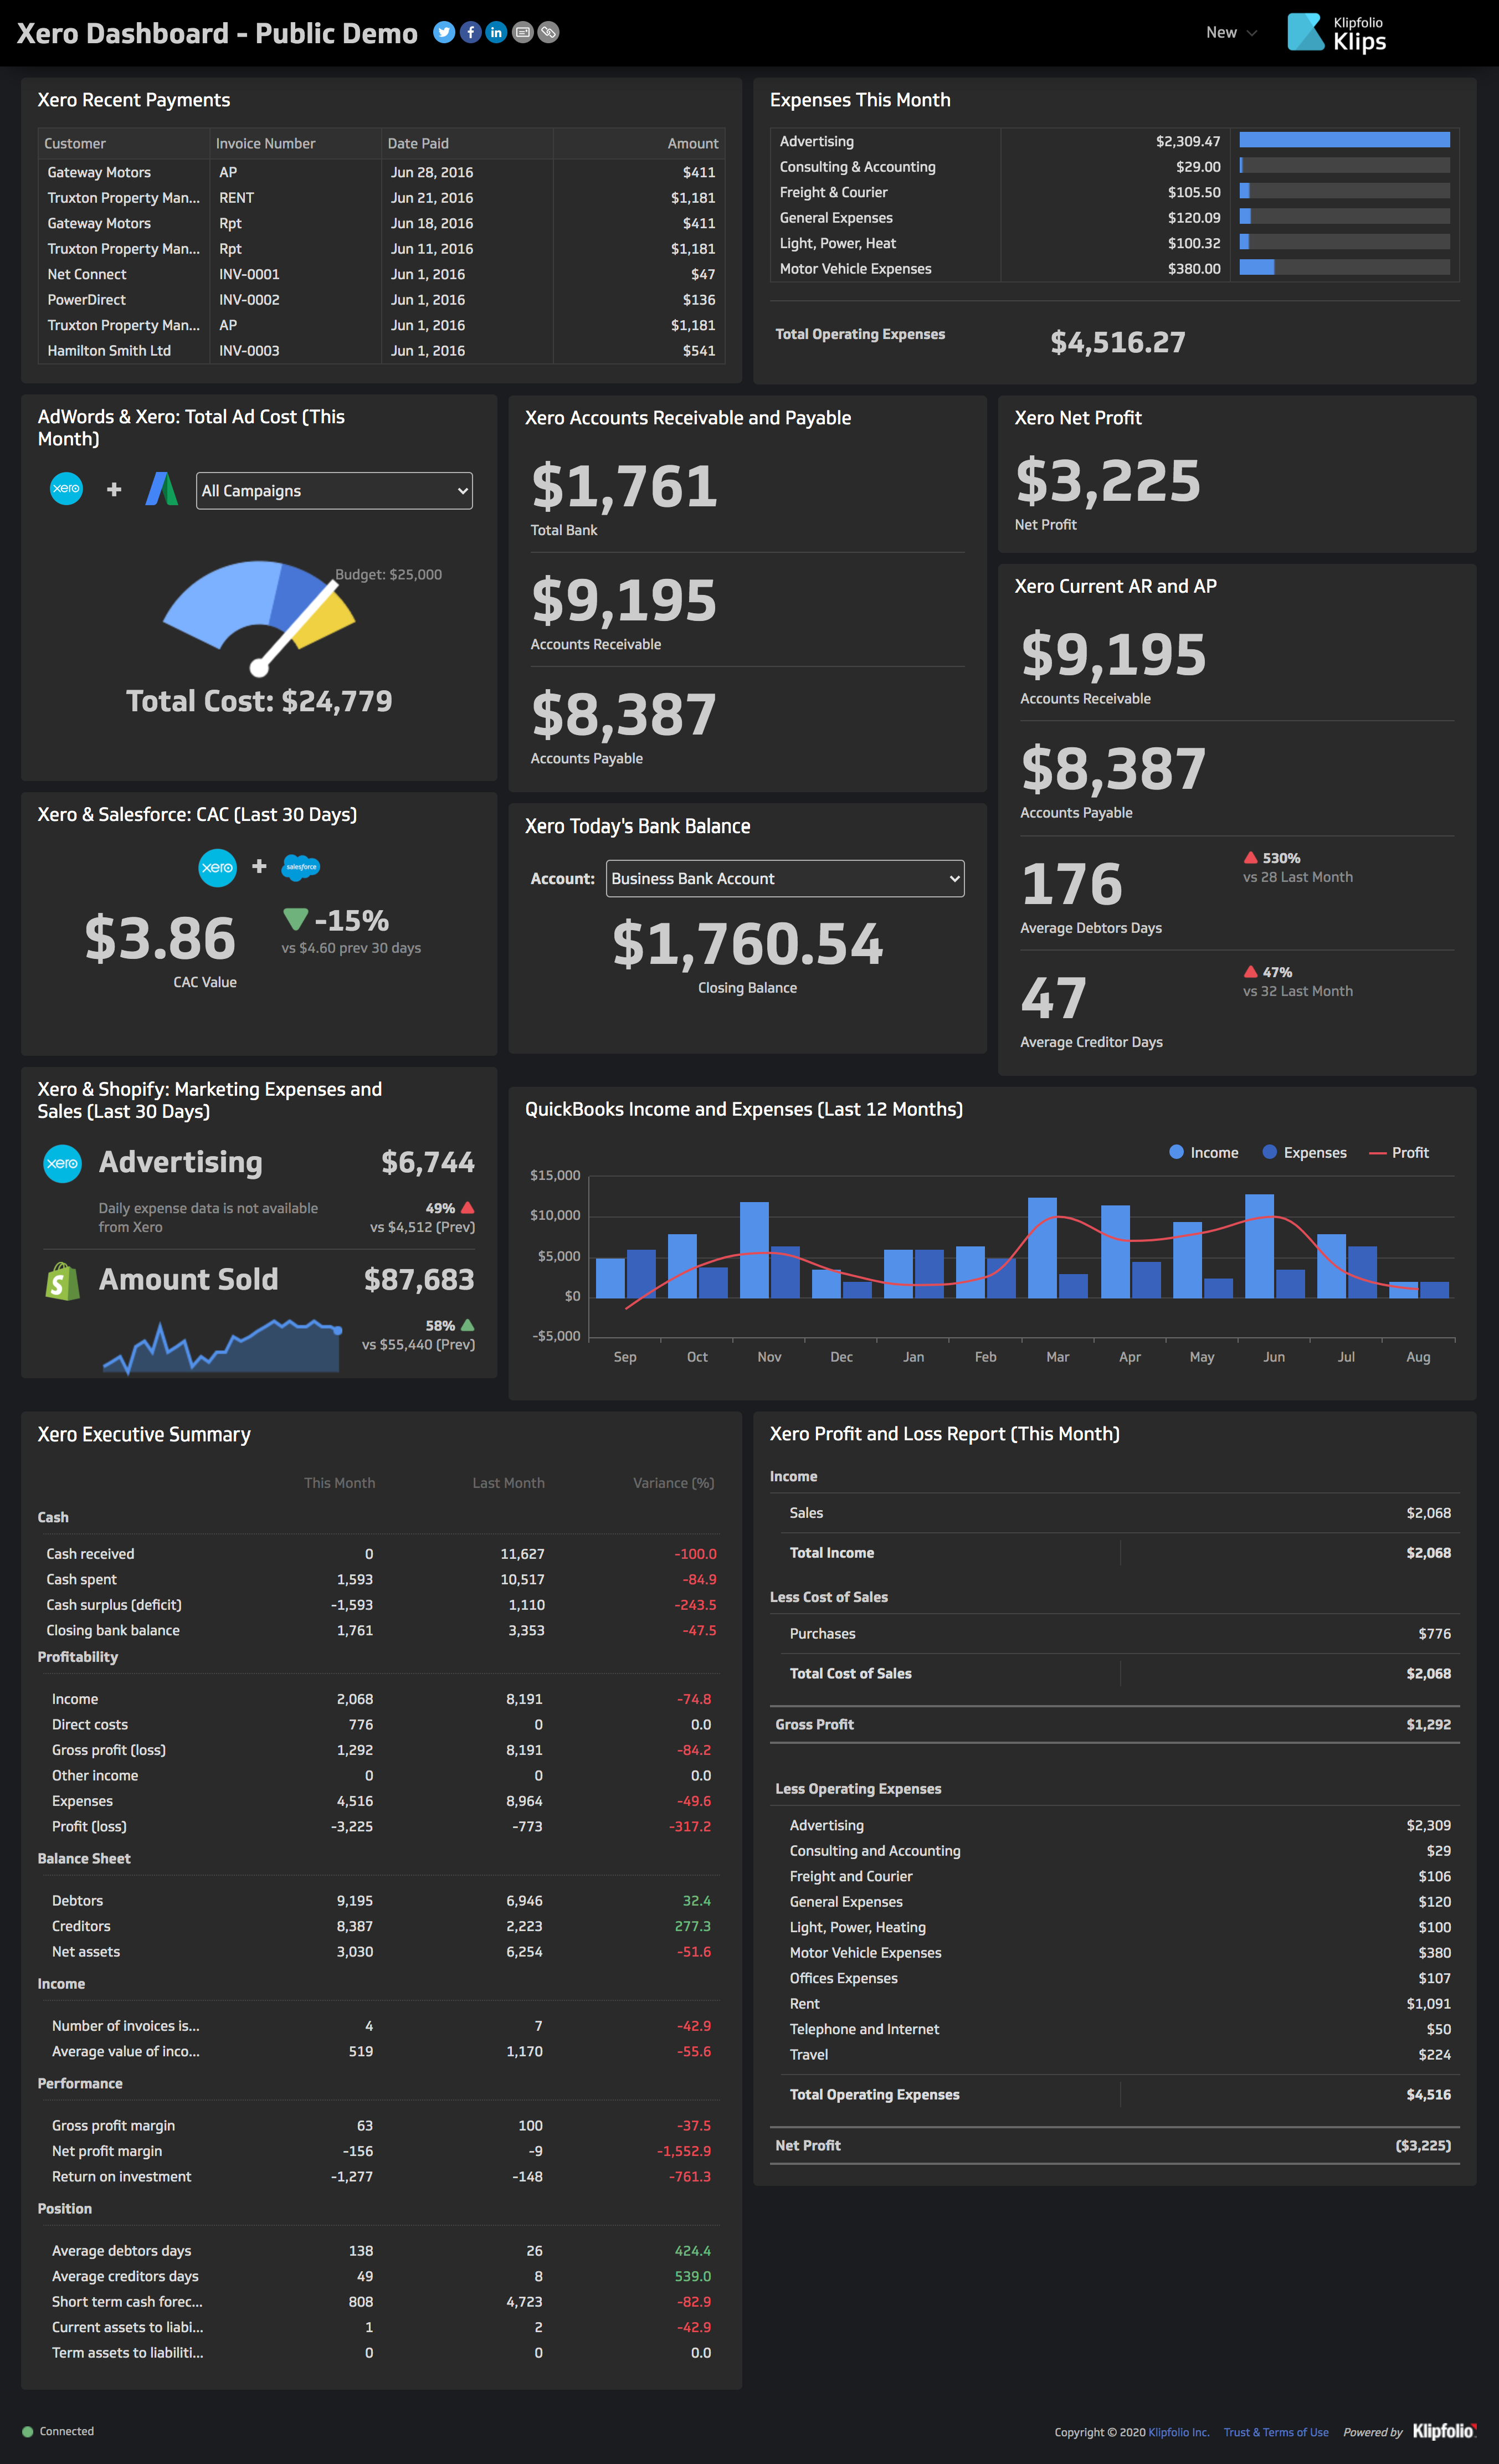 Xero Dashboard - Public Demo
New
Klipfolio
Klips
Xero Recent Payments
Customer Invoice Number Date Paid Amount
Gateway Motors AP Jun 28, 2016 $411
Truxton Property Man... RENT Jun 21, 2016 $1,181
Gateway Motors Rpt Jun 18, 2016 $411
Truxton Property Man... Rpt Jun 11, 2016 $1,181
Net Connect INV-0001 Jun 1, 2016 $47
PowerDirect INV-0002 Jun 1, 2016 $136
Truxton Property Man... AP Jun 1, 2016 $1,181
Hamilton Smith Ltd INV-0003 Jun 1, 2016 $541
Expenses This Month
Advertising $2,309.47
Consulting & Accounting $29.00
Freight & Courier $105.50
General Expenses $120.09
Light, Power, Heat $100.32
Motor Vehicle Expenses $380.00
Total Operating Expenses $4,516.27
AdWords & Xero: Total Ad Cost (This
Month)
xero + All Campaigns
Budget: $25,000
Total Cost: $24,779
Xero Accounts Receivable and Payable
$1,761
Total Bank
$9,195
Accounts Receivable
$8,387
Accounts Payable
Xero Net Profit
$3,225
Net Profit
Xero Current AR and AP
$9,195
Accounts Receivable
$8,387
Accounts Payable
176
530%
vs 28 Last Month
Average Debtors Days
47
47%
vs 32 Last Month
Average Creditor Days
Xero & Salesforce: CAC (Last 30 Days)
xero + salesforce
$3.86
-15%
vs $4.60 prev 30 days
CAC Value
Xero Today's Bank Balance
Account: Business Bank Account
$1,760.54
Closing Balance
Xero & Shopify: Marketing Expenses and
Sales (Last 30 Days)
xero Advertising $6,744
Daily expense data is not available
from Xero
49%
vs $4,512 (Prev)
S Amount Sold $87,683
58%
vs $55,440 (Prev)
QuickBooks Income and Expenses (Last 12 Months)
Income Expenses Profit
$15,000
$10,000
$5,000
$0
-$5,000
Sep Oct Nov Dec Jan Feb Mar Apr May Jun Jul Aug
Xero Executive Summary
This Month Last Month Variance (%)
Cash
Cash received 0 11,627 -100.0
Cash spent 1,593 10,517 -84.9
Cash surplus (deficit) -1,593 1,110 -243.5
Closing bank balance 1,761 3,353 -47.5
Profitability
Income 2,068 8,191 -74.8
Direct costs 776 0 0.0
Gross profit (loss) 1,292 8,191 -84.2
Other income 0 0 0.0
Expenses 4,516 8,964 -49.6
Profit (loss) -3,225 -773 -317.2
Balance Sheet
Debtors 9,195 6,946 32.4
Creditors 8,387 2,223 277.3
Net assets 3,030 6,254 -51.6
Income
Number of invoices is... 4 7 -42.9
Average value of inco... 519 1,170 -55.6
Performance
Gross profit margin 63 100 -37.5
Net profit margin -156 -9 -1,552.9
Return on investment -1,277 -148 -761.3
Position
Average debtors days 138 26 424.4
Average creditors days 49 8 539.0
Short term cash forec... 808 4,723 -82.9
Current assets to liabi... 1 2 -42.9
Term assets to liabiliti... 0 0 0.0
Xero Profit and Loss Report (This Month)
Income
Sales $2,068
Total Income $2,068
Less Cost of Sales
Purchases $776
Total Cost of Sales $2,068
Gross Profit $1,292
Less Operating Expenses
Advertising $2,309
Consulting and Accounting $29
Freight and Courier $106
General Expenses $120
Light, Power, Heating $100
Motor Vehicle Expenses $380
Offices Expenses $107
Rent $1,091
Telephone and Internet $50
Travel $224
Total Operating Expenses $4,516
Net Profit ($3,225)
Connected
Copyright © 2020 Klipfolio Inc. Trust & Terms of Use Powered by Klipfolio